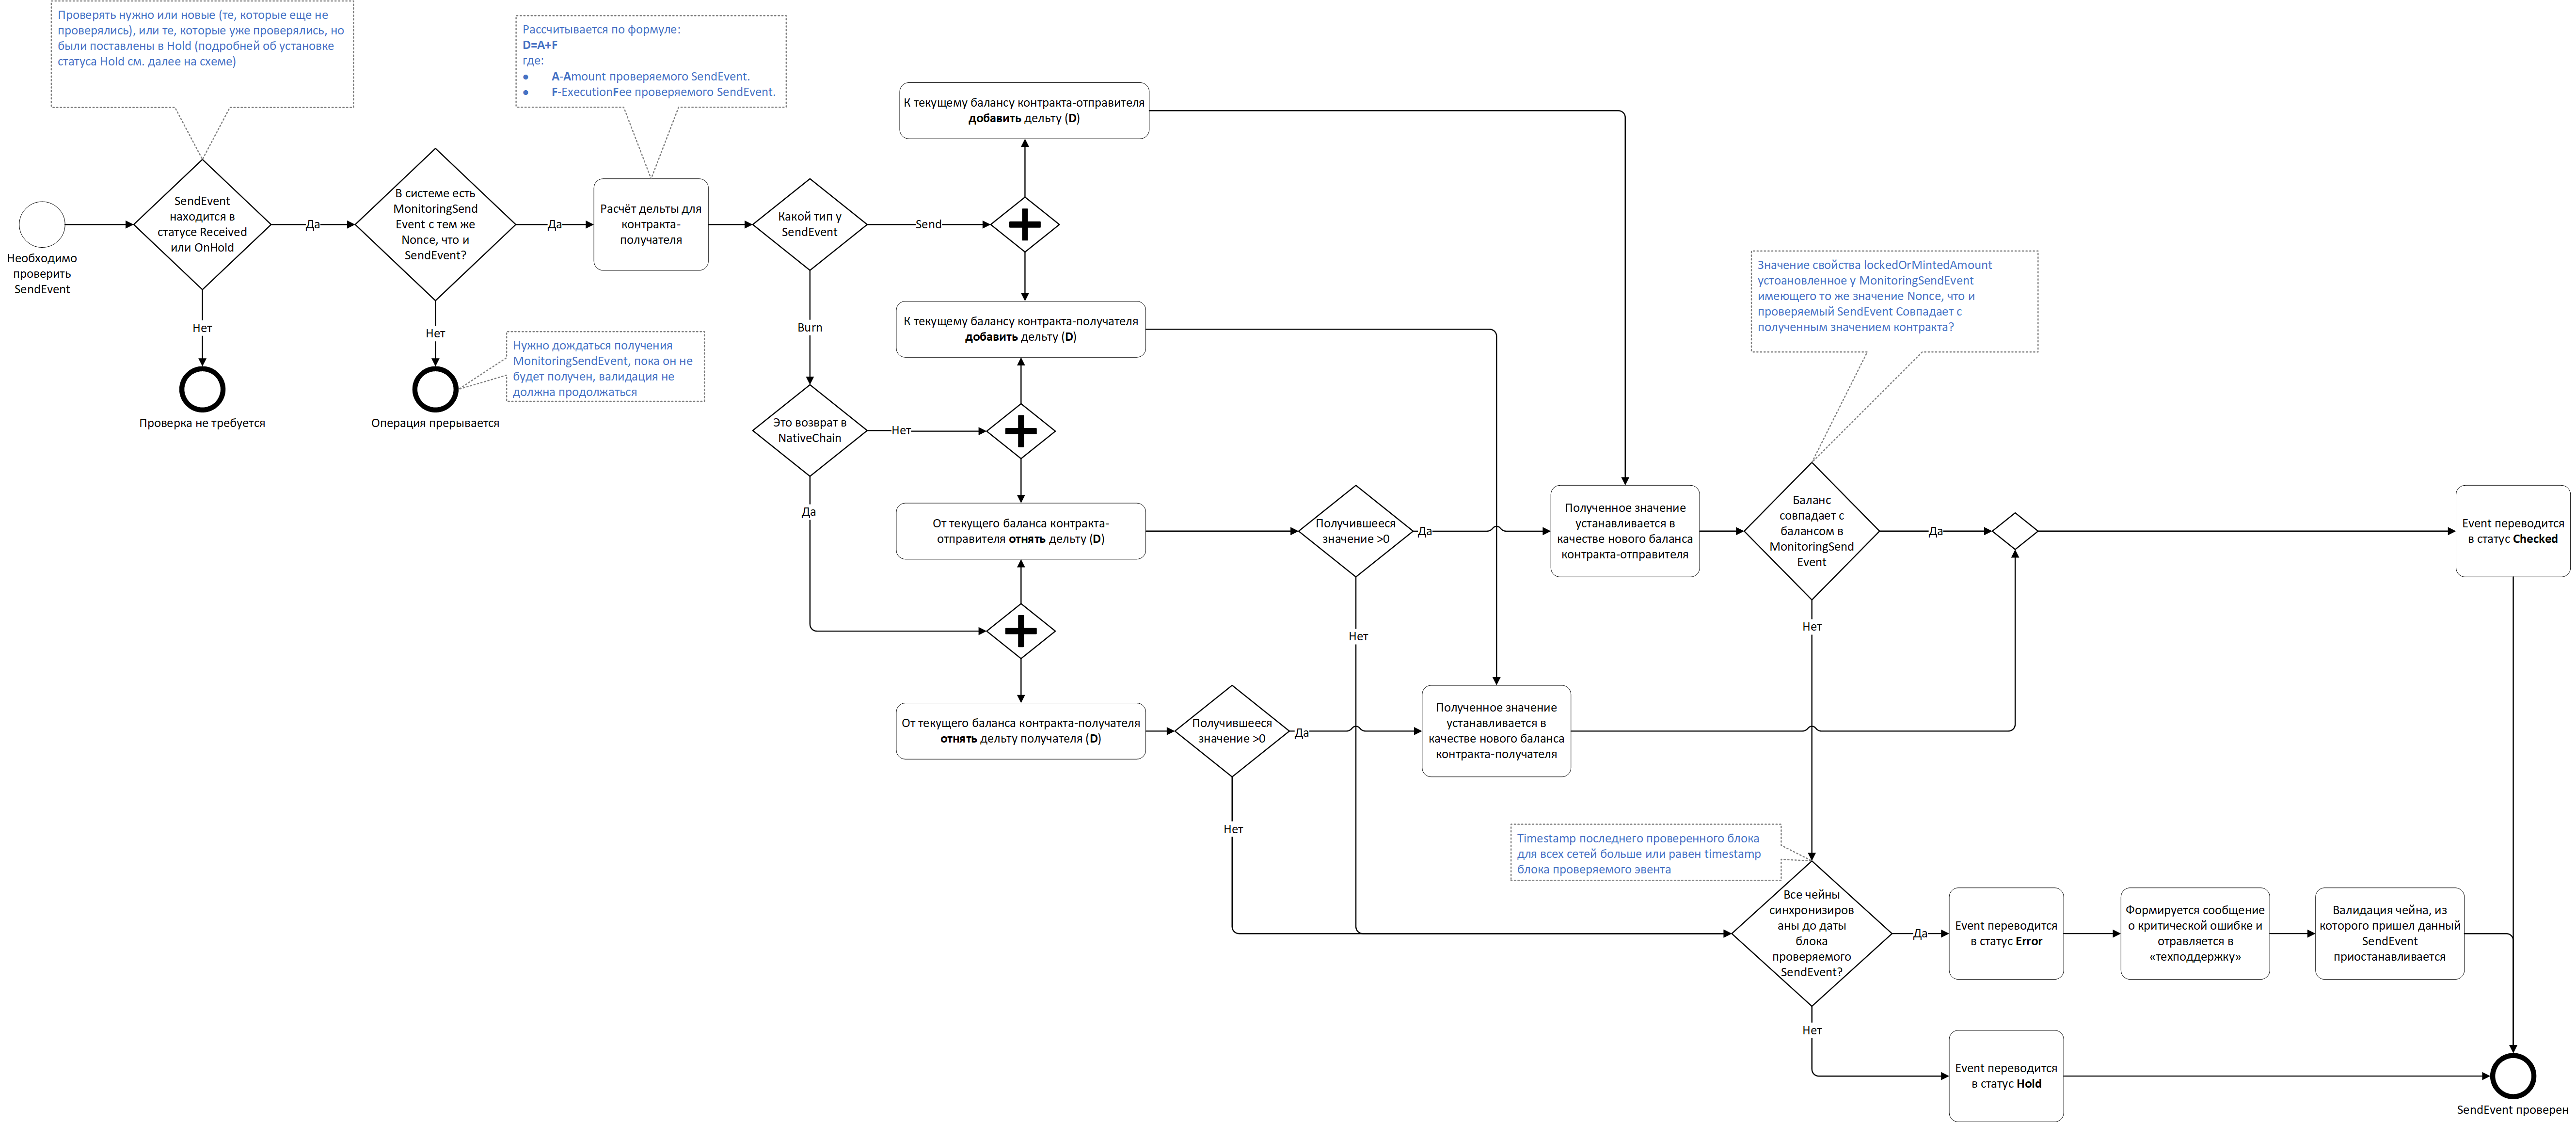 Проверять нужно или новые (те, которые еще не
проверялись), или те, которые уже проверялись, но
были поставлены в Hold (подробней об установке
статуса Hold см. далее на схеме)
Рассчитывается по формуле:
D=A+F
где:
● A-Amount проверяемого SendEvent.
● F-ExecutionFee проверяемого SendEvent.
К текущему балансу контракта-отправителя
добавить дельту (D)
Необходимо
проверить
SendEvent
SendEvent
находится в
статусе Received
или OnHold
Да
Нет
Проверка не требуется
В системе есть
MonitoringSend
Event с тем же
Nonce, что и
SendEvent?
Да
Нет
Операция прерывается
Нужно дождаться получения
MonitoringSendEvent, пока он не
будет получен, валидация не
должна продолжаться
Расчёт дельты для
контракта-
получателя
Какой тип у
SendEvent
Send
Burn
К текущему балансу контракта-получателя
добавить дельту (D)
Это возврат в
NativeChain
Нет
Да
От текущего баланса контракта-
отправителя отнять дельту (D)
Получившееся
значение >0
Да
Нет
От текущего баланса контракта-получателя
отнять дельту получателя (D)
Получившееся
значение >0
Да
Нет
Полученное значение
устанавливается в
качестве нового баланса
контракта-отправителя
Полученное значение
устанавливается в
качестве нового баланса
контракта-получателя
Значение свойства lockedOrMintedAmount
устоановленное у MonitoringSendEvent
имеющего то же значение Nonce, что и
проверяемый SendEvent Совпадает с
полученным значением контракта?
Баланс
совпадает с
балансом в
MonitoringSend
Event
Да
Нет
Event переводится
в статус Checked
Timestamp последнего проверенного блока
для всех сетей больше или равен timestamp
блока проверяемого эвента
Все чейны
синхронизиров
аны до даты
блока
проверяемого
SendEvent?
Да
Нет
Event переводится
в статус Error
Формируется сообщение
о критической ошибке и
отравляется в
«техподдержку»
Валидация чейна, из
которого пришел данный
SendEvent
приостанавливается
Event переводится
в статус Hold
SendEvent проверен